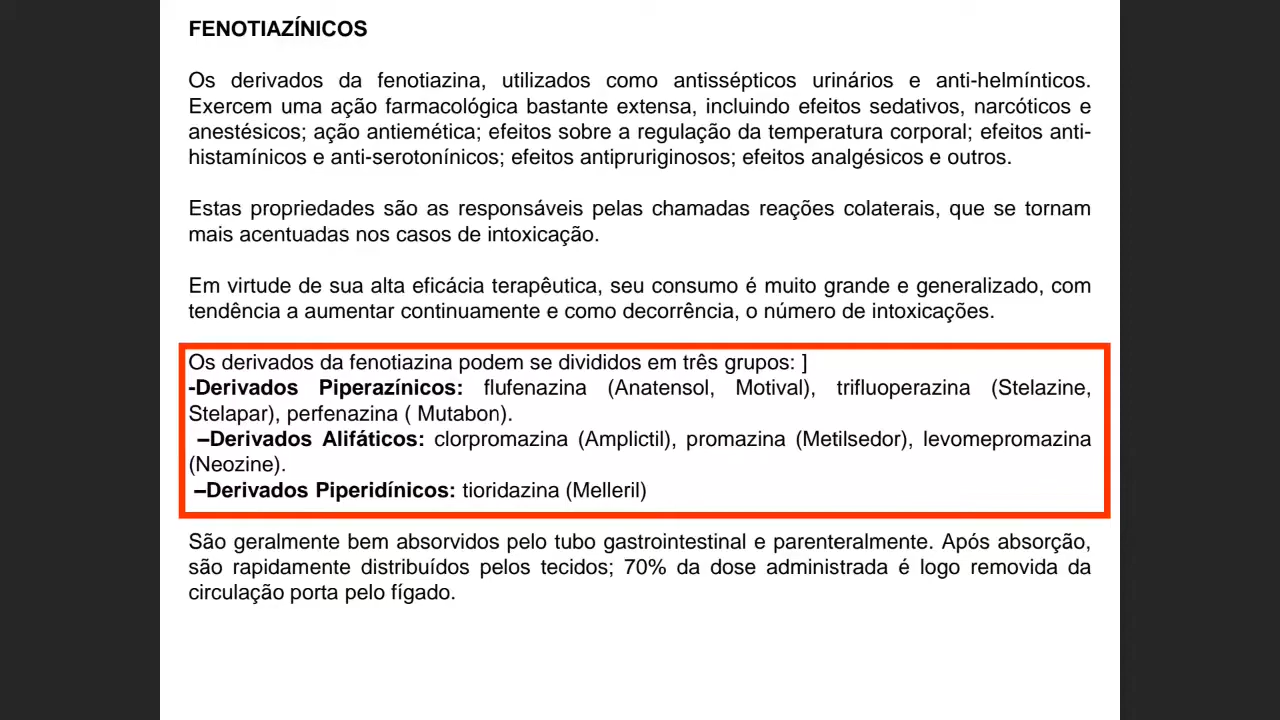 FENOTIAZÍNICOS
Os derivados da fenotiazina, utilizados como antissépticos urinários e anti-helmínticos.
Exercem uma ação farmacológica bastante extensa, incluindo efeitos sedativos, narcóticos e
anestésicos; ação antiemética; efeitos sobre a regulação da temperatura corporal; efeitos anti-
histamínicos e anti-serotonínicos; efeitos antipruriginosos; efeitos analgésicos e outros.
Estas propriedades são as responsáveis pelas chamadas reações colaterais, que se tornam
mais acentuadas nos casos de intoxicação.
Em virtude de sua alta eficácia terapêutica, seu consumo é muito grande e generalizado, com
tendência a aumentar continuamente e como decorrência, o número de intoxicações.
Os derivados da fenotiazina podem se divididos em três grupos: ]
-Derivados Piperazínicos: flufenazina (Anatensol, Motival), trifluoperazina (Stelazine,
Stelapar), perfenazina ( Mutabon).
–Derivados Alifáticos: clorpromazina (Amplictil), promazina (Metilsedor), levomepromazina
(Neozine).
–Derivados Piperidínicos: tioridazina (Melleril)
São geralmente bem absorvidos pelo tubo gastrointestinal e parenteralmente. Após absorção,
são rapidamente distribuídos pelos tecidos; 70% da dose administrada é logo removida da
circulação porta pelo fígado.